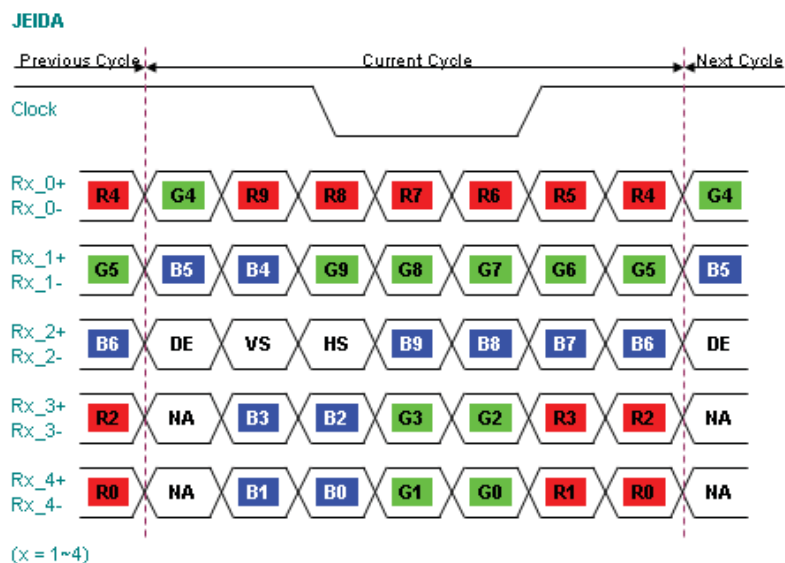 JEIDA
Previous Cycle Current Cycle Next Cycle
Clock
Rx_0+
Rx_0-
R4 G4 R9 R8 R7 R6 R5 R4 G4
Rx_1+
Rx_1-
G5 B5 B4 G9 G8 G7 G6 G5 B5
Rx_2+
Rx_2-
B6 DE VS HS B9 B8 B7 B6 DE
Rx_3+
Rx_3-
R2 NA B3 B2 G3 G2 R3 R2 NA
Rx_4+
Rx_4-
R0 NA B1 B0 G1 G0 R1 R0 NA
(x = 1~4)